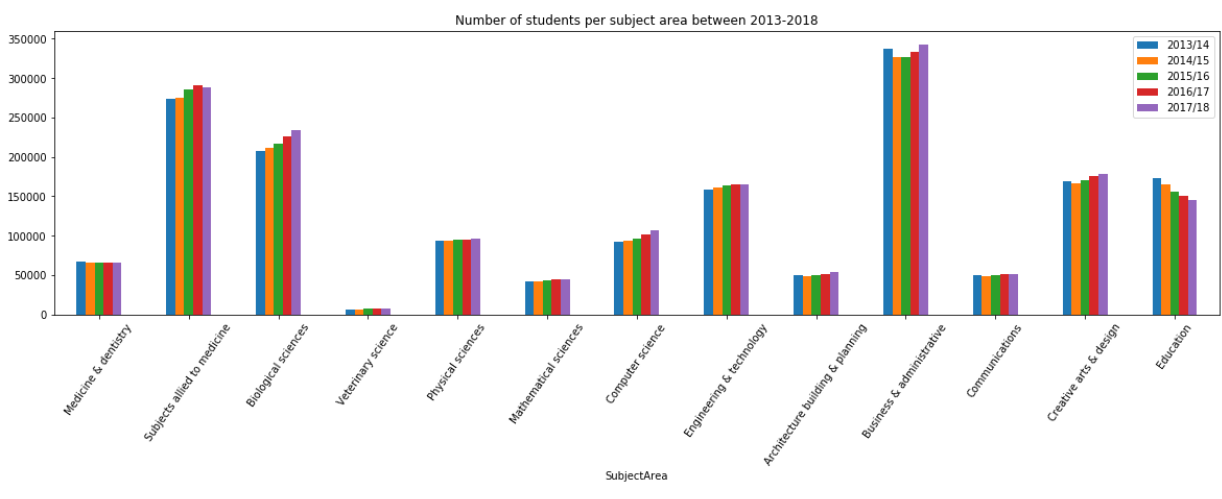 Number of students per subject area between 2013-2018
350000
300000
250000
200000
150000
100000
50000
0
2013/14
2014/15
2015/16
2016/17
2017/18
Medicine & dentistry
Subjects allied to medicine
Biological sciences
Veterinary science
Physical sciences
Mathematical sciences
Computer science
Engineering & technology
Architecture building & planning
Business & administrative
Communications
Creative arts & design
Education
SubjectArea